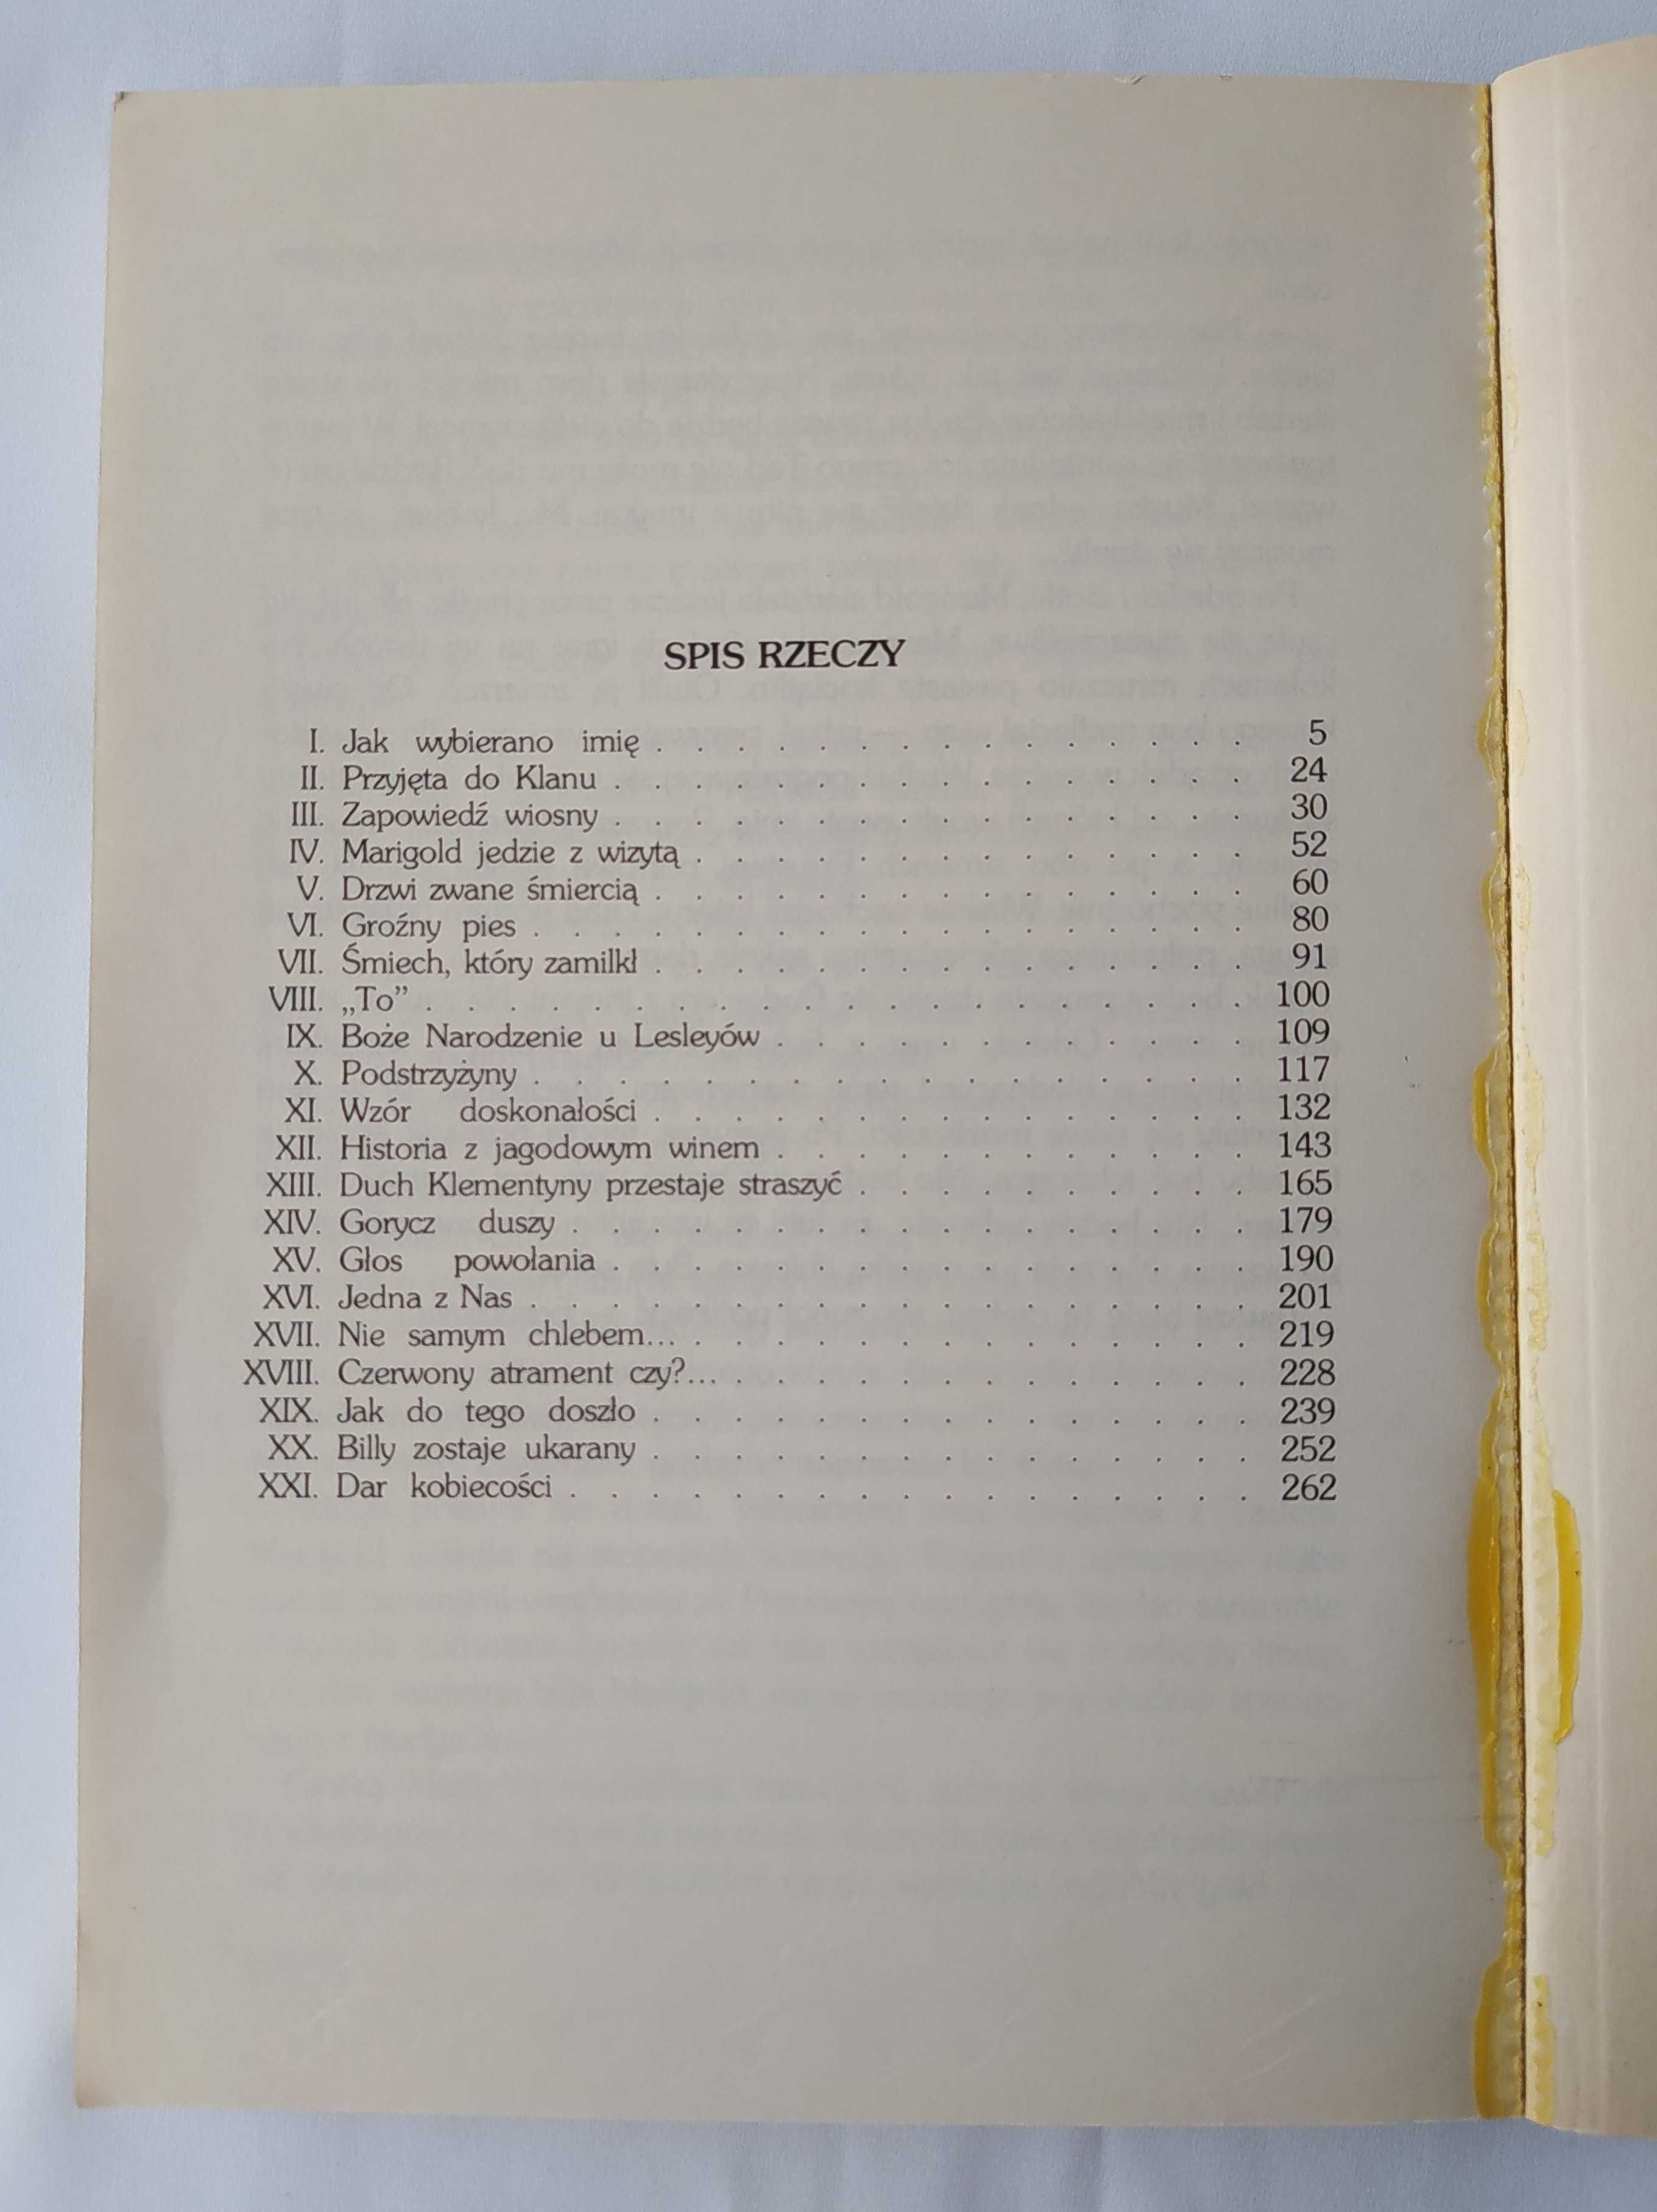 SPIS RZECZY
I. Jak wybierano imię . . . . . . . . . . . . . . . 5
II. Przyjęta do Klanu . . . . . . . . . . . . . . . . 24
III. Zapowiedź wiosny . . . . . . . . . . . . . . . . 30
IV. Marigold jedzie z wizytą . . . . . . . . . . . . . . 52
V. Drzwi zwane śmiercią . . . . . . . . . . . . . . . 60
VI. Groźny pies . . . . . . . . . . . . . . . . . . 80
VII. Śmiech, który zamilkł . . . . . . . . . . . . . . . 91
VIII. „To” . . . . . . . . . . . . . . . . . . . . 100
IX. Boże Narodzenie u Lesleyów . . . . . . . . . . . . 109
X. Podstrzyżyny . . . . . . . . . . . . . . . . . . 117
XI. Wzór doskonałości . . . . . . . . . . . . . . . 132
XII. Historia z jagodowym winem . . . . . . . . . . . . 143
XIII. Duch Klementyny przestaje straszyć . . . . . . . . . . 165
XIV. Gorycz duszy . . . . . . . . . . . . . . . . . 179
XV. Głos powołania . . . . . . . . . . . . . . . . 190
XVI. Jedna z Nas . . . . . . . . . . . . . . . . . . 201
XVII. Nie samym chlebem... . . . . . . . . . . . . . . . 219
XVIII. Czerwony atrament czy?... . . . . . . . . . . . . . . 228
XIX. Jak do tego doszło . . . . . . . . . . . . . . . 239
XX. Billy zostaje ukarany . . . . . . . . . . . . . . . 252
XXI. Dar kobiecości . . . . . . . . . . . . . . . . . 262